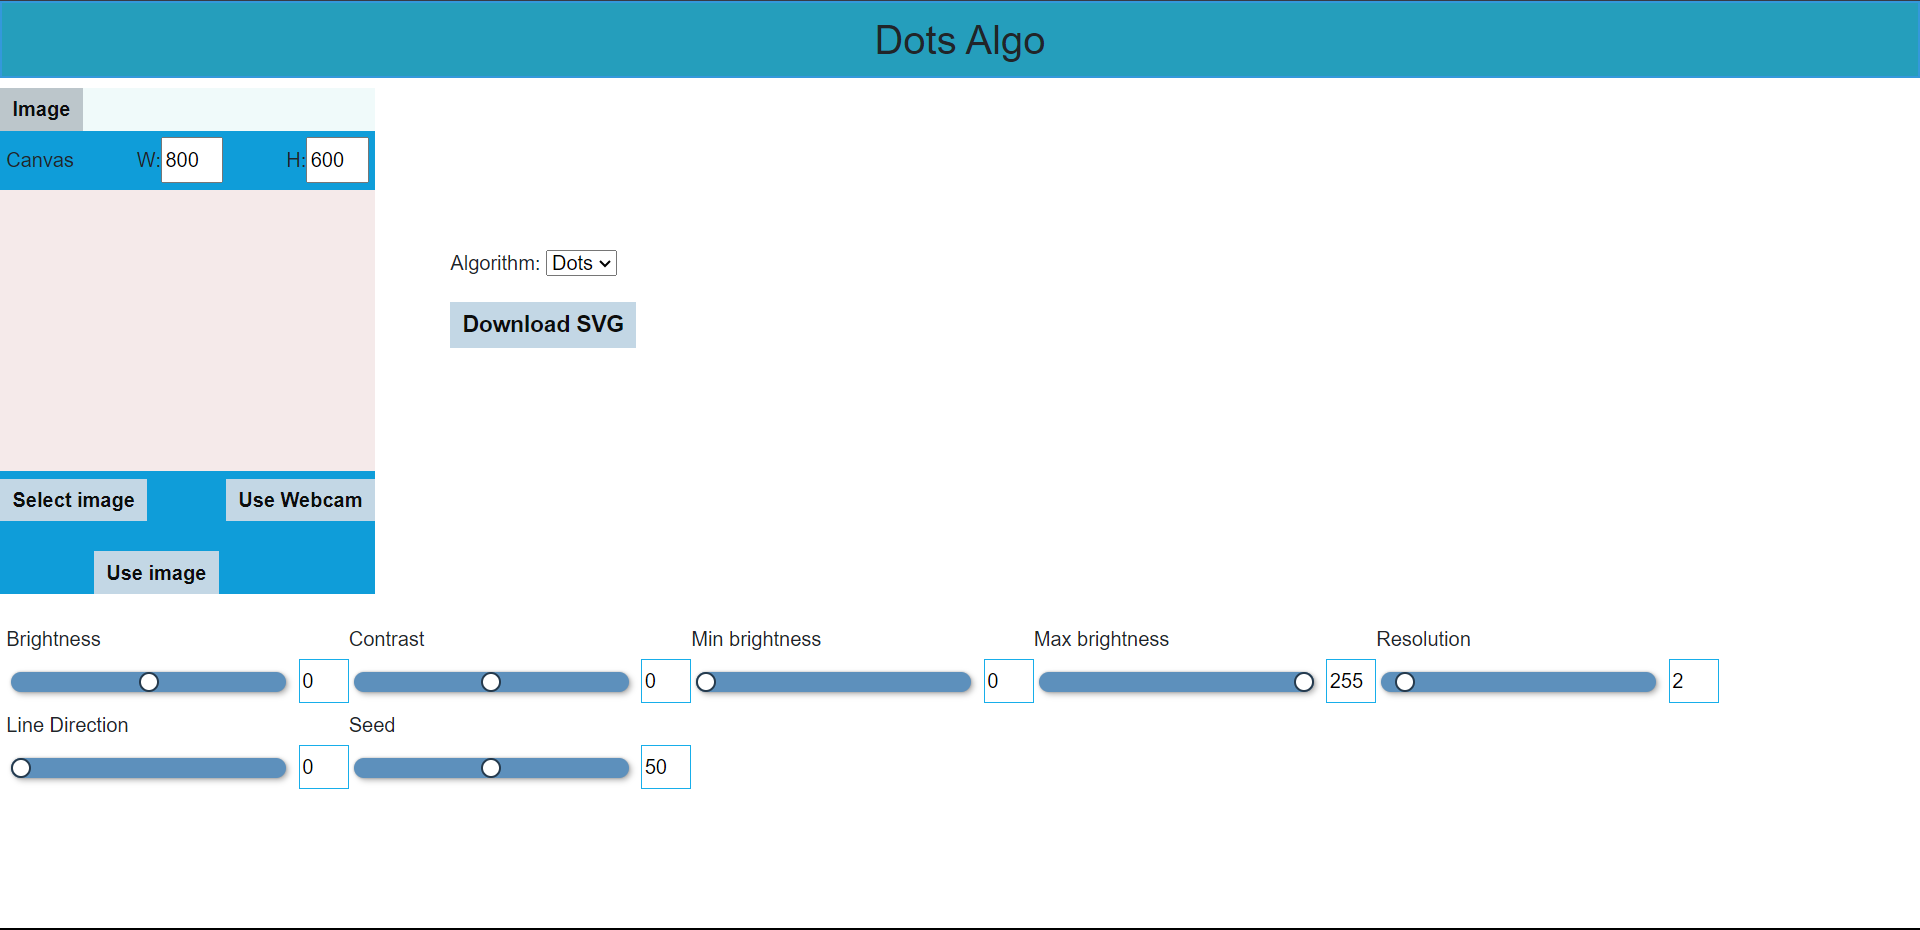 Dots Algo
Image
Canvas W: 800 H: 600
Algorithm: Dots
Download SVG
Select image Use Webcam
Use image
Brightness Contrast Min brightness Max brightness Resolution
0 0 0 255 2
Line Direction Seed
0 50